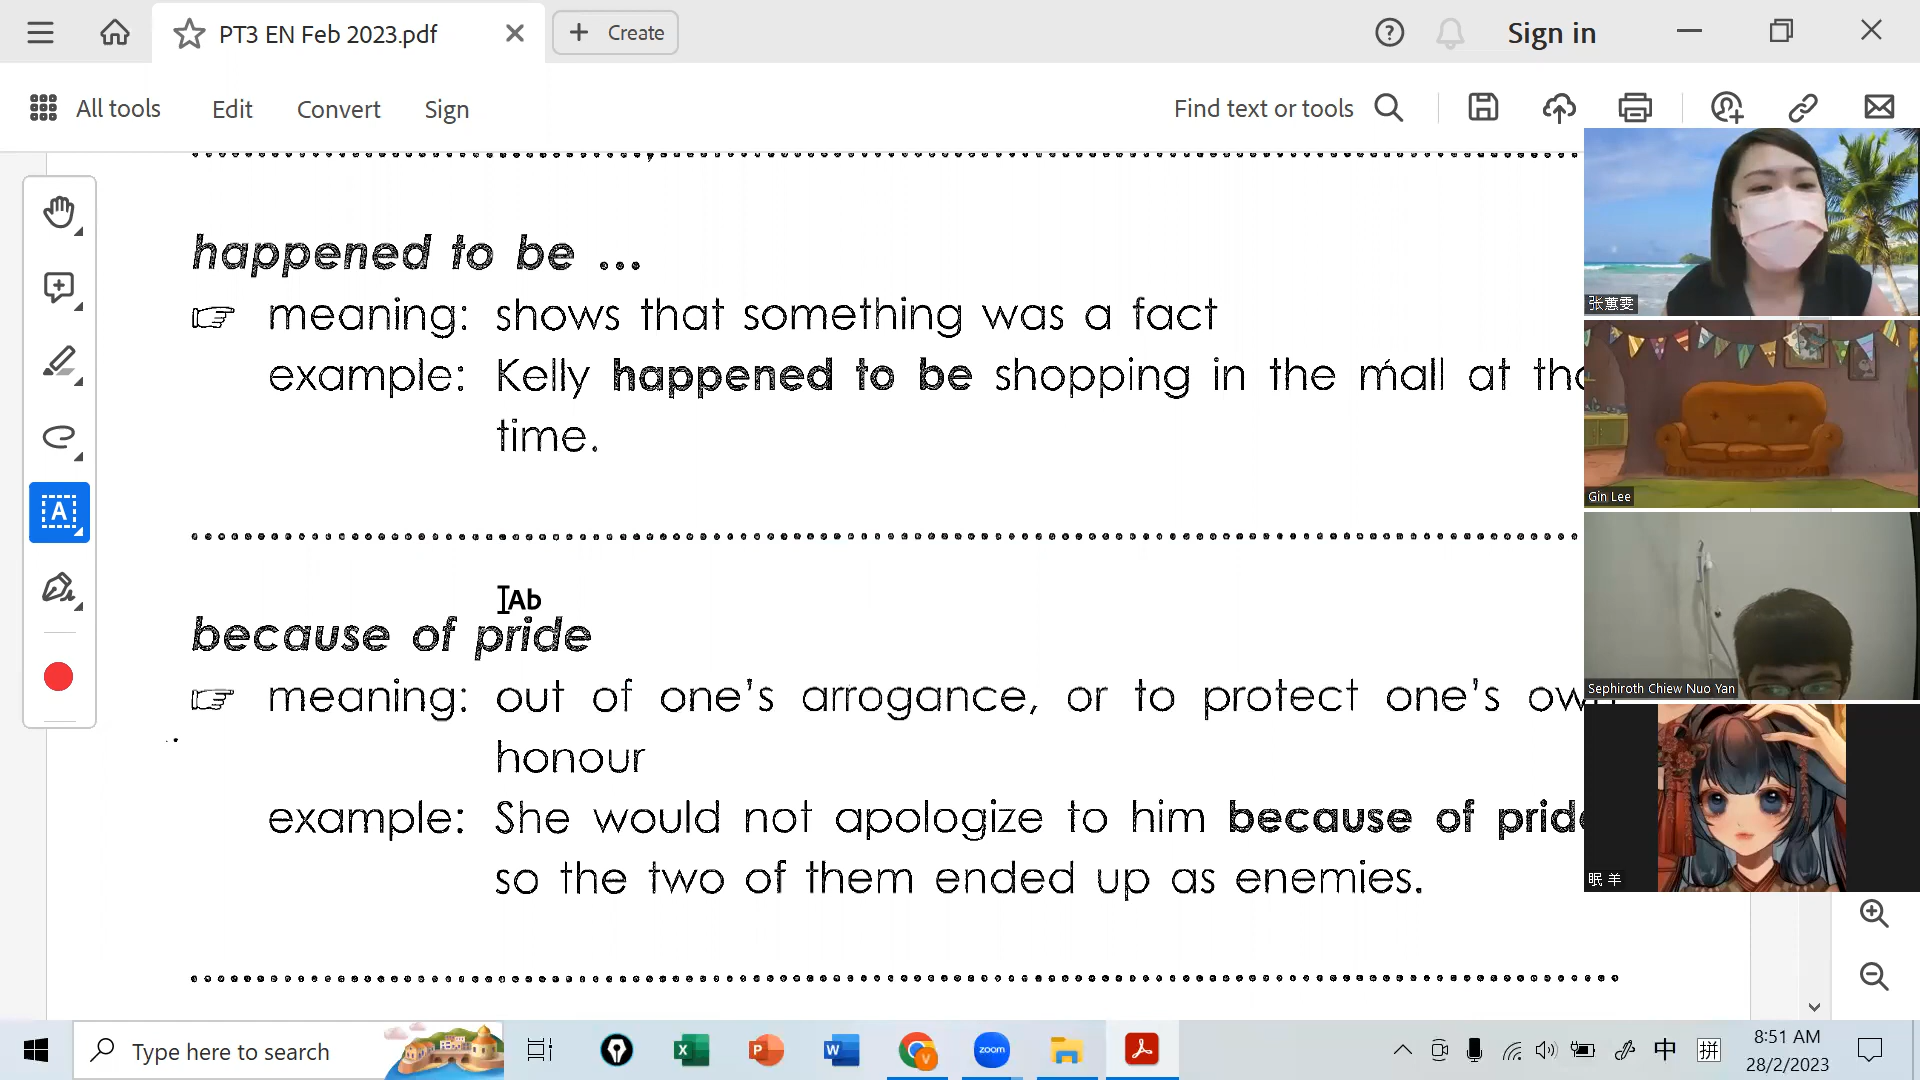 PT3 EN Feb 2023.pdf
Create
Sign in
All tools
Edit
Convert
Sign
Find text or tools
happened to be ...
meaning: shows that something was a fact
example: Kelly happened to be shopping in the mall at
time.
Ab
because of pride
meaning: out of one's arrogance, or to protect one's own
honour
example: She would not apologize to him because of pride
so the two of them ended up as enemies.
张蕙雯
Gin Lee
Sephiroth Chiew Nuo Yan
眠 羊
Type here to search
zoom
中
拼
8:51 AM
28/2/2023